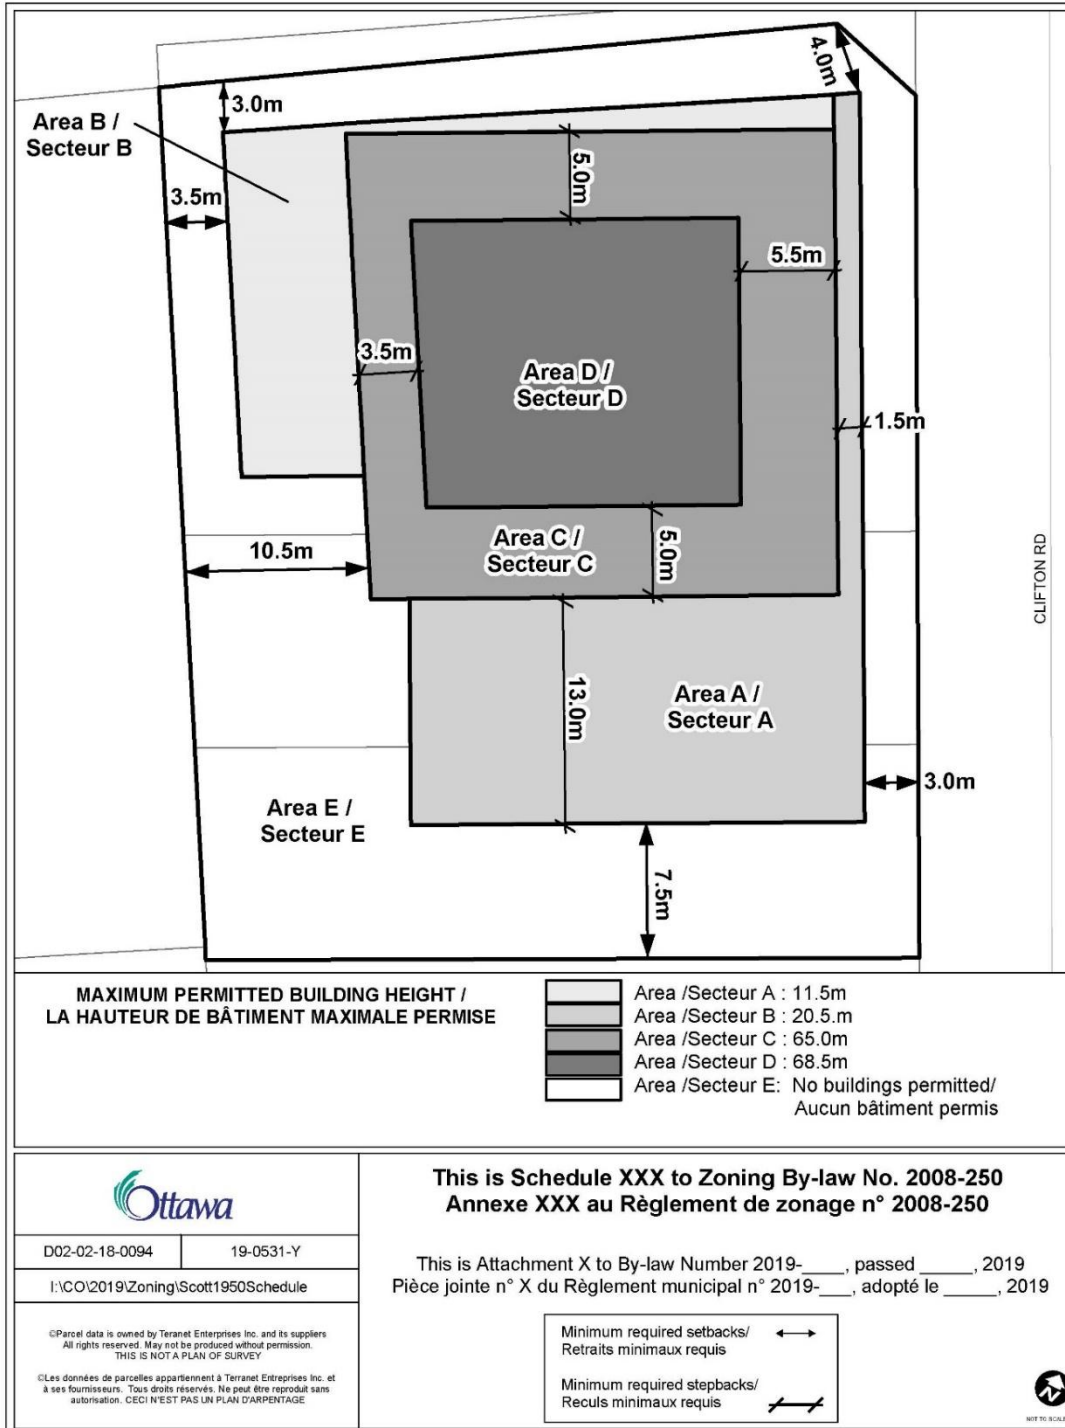 4.0m
3.0m
Area B /
Secteur B
5.0m
3.5m
5.5m
3.5m
Area D /
Secteur D
1.5m
Area C /
Secteur C
5.0m
10.5m
CLIFTON RD
13.0m
Area A /
Secteur A
3.0m
Area E /
Secteur E
7.5m
MAXIMUM PERMITTED BUILDING HEIGHT /
LA HAUTEUR DE BÂTIMENT MAXIMALE PERMISE
Area /Secteur A : 11.5m
Area /Secteur B : 20.5.m
Area /Secteur C : 65.0m
Area /Secteur D : 68.5m
Area /Secteur E: No buildings permitted/
Aucun bâtiment permis
Ottawa
D02-02-18-0094
19-0531-Y
I:\CO\2019\Zoning\Scott1950Schedule
©Parcel data is owned by Teranet Enterprises Inc. and its suppliers
All rights reserved. May not be produced without permission.
THIS IS NOT A PLAN OF SURVEY
©Les données de parcelles appartiennent à Terranet Entreprises Inc. et
à ses fournisseurs. Tous droits réservés. Ne peut être reproduit sans
autorisation. CECI N'EST PAS UN PLAN D'ARPENTAGE
This is Schedule XXX to Zoning By-law No. 2008-250
Annexe XXX au Règlement de zonage n° 2008-250
This is Attachment X to By-law Number 2019-____, passed _____, 2019
Pièce jointe n° X du Règlement municipal n° 2019-___, adopté le _____, 2019
Minimum required setbacks/
Retraits minimaux requis
Minimum required stepbacks/
Reculs minimaux requis
NOT TO SCALE